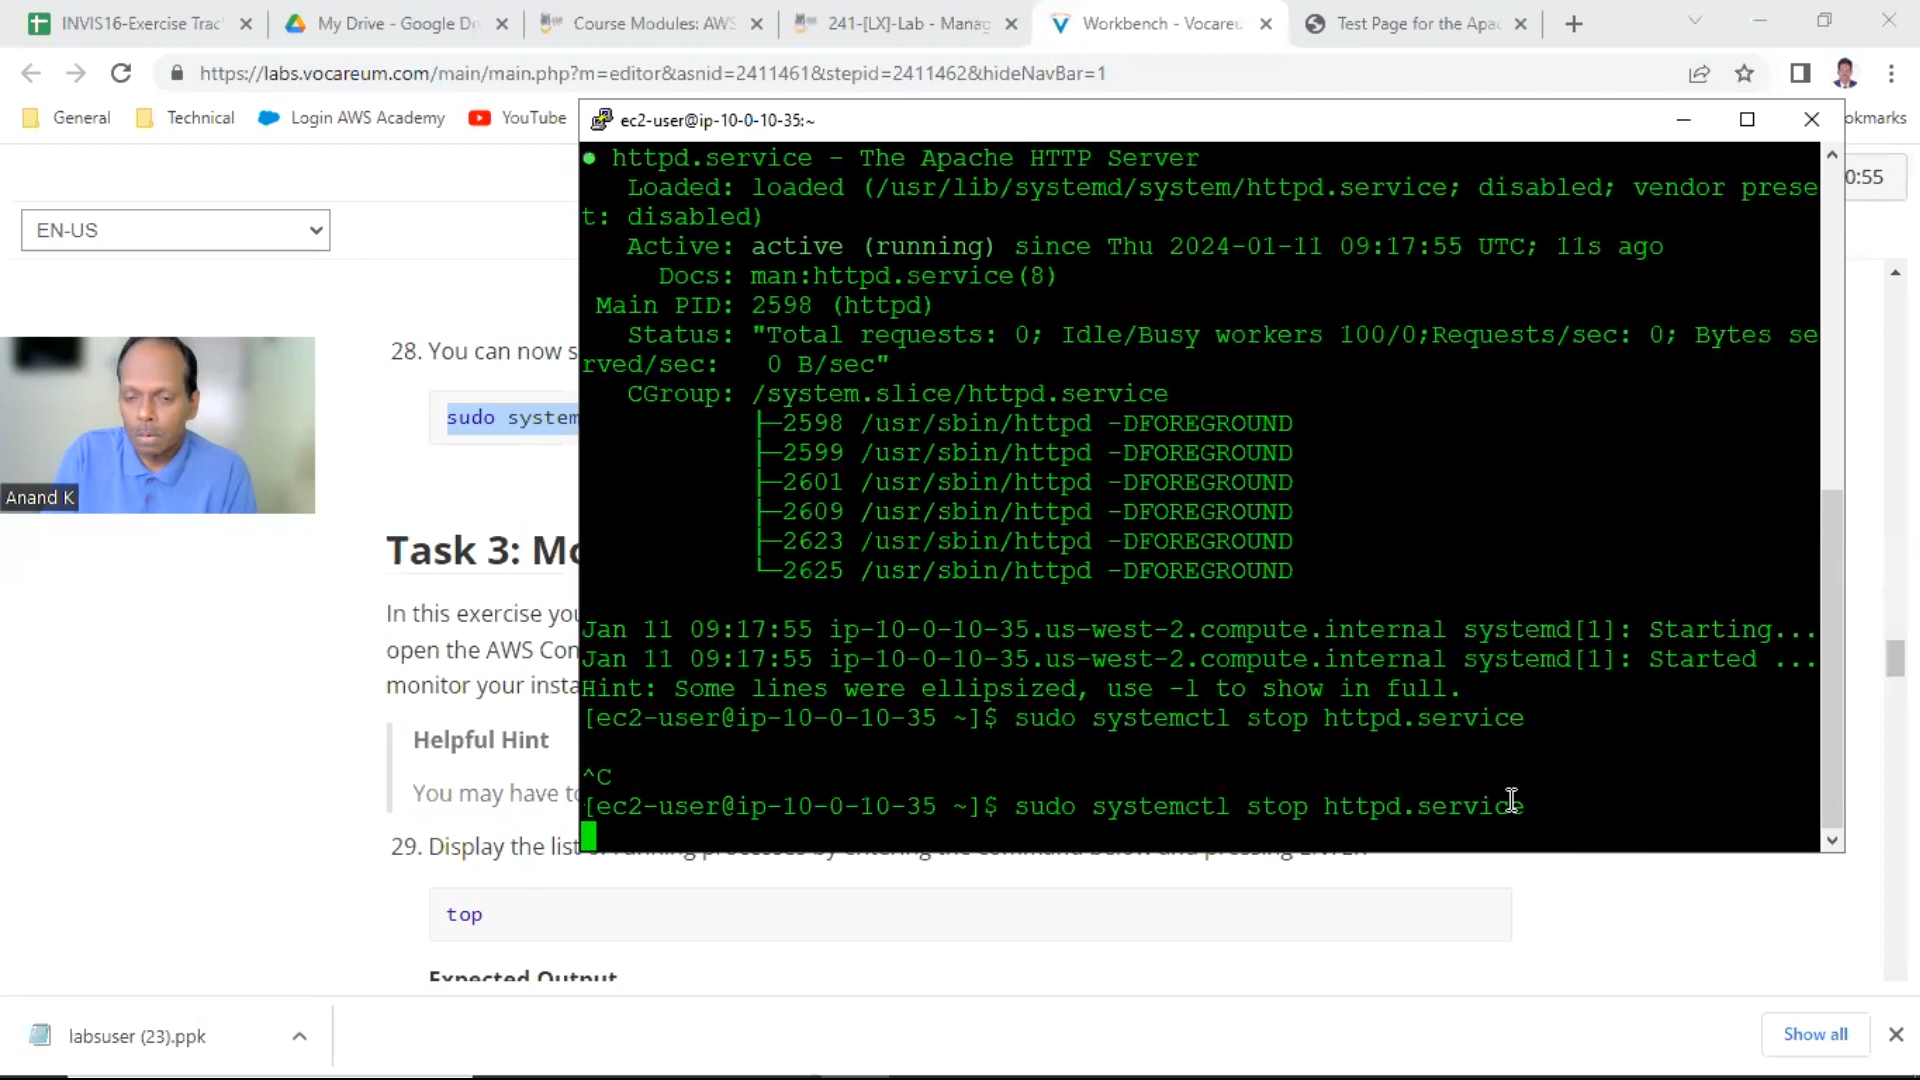 INVIS16-Exercise Trac
My Drive - Google Dr
Course Modules: AWS
241-[LX]-Lab - Manag
Workbench - Vocareu
Test Page for the Apac
https://labs.vocareum.com/main/main.php?m=editor&asnid=2411461&stepid=2411462&hideNavBar=1
General
Technical
Login AWS Academy
YouTube
okmarks
ec2-user@ip-10-0-10-35:~
0:55
EN-US
● httpd.service - The Apache HTTP Server
Loaded: loaded (/usr/lib/systemd/system/httpd.service; disabled; vendor prese
t: disabled)
Active: active (running) since Thu 2024-01-11 09:17:55 UTC; 11s ago
Docs: man:httpd.service(8)
Main PID: 2598 (httpd)
Status: "Total requests: 0; Idle/Busy workers 100/0;Requests/sec: 0; Bytes se
rved/sec:   0 B/sec"
CGroup: /system.slice/httpd.service
├─2598 /usr/sbin/httpd -DFOREGROUND
├─2599 /usr/sbin/httpd -DFOREGROUND
├─2601 /usr/sbin/httpd -DFOREGROUND
├─2609 /usr/sbin/httpd -DFOREGROUND
├─2623 /usr/sbin/httpd -DFOREGROUND
└─2625 /usr/sbin/httpd -DFOREGROUND
Jan 11 09:17:55 ip-10-0-10-35.us-west-2.compute.internal systemd[1]: Starting...
Jan 11 09:17:55 ip-10-0-10-35.us-west-2.compute.internal systemd[1]: Started ...
Hint: Some lines were ellipsized, use -l to show in full.
[ec2-user@ip-10-0-10-35 ~]$ sudo systemctl stop httpd.service
^C
[ec2-user@ip-10-0-10-35 ~]$ sudo systemctl stop httpd.service
28. You can now s
sudo system
Anand K
Task 3: Mo
In this exercise you
open the AWS Con
monitor your insta
Helpful Hint
You may have to
29. Display the list of running processes by entering the command below and pressing ENTER
top
Expected Output
labsuser (23).ppk
Show all